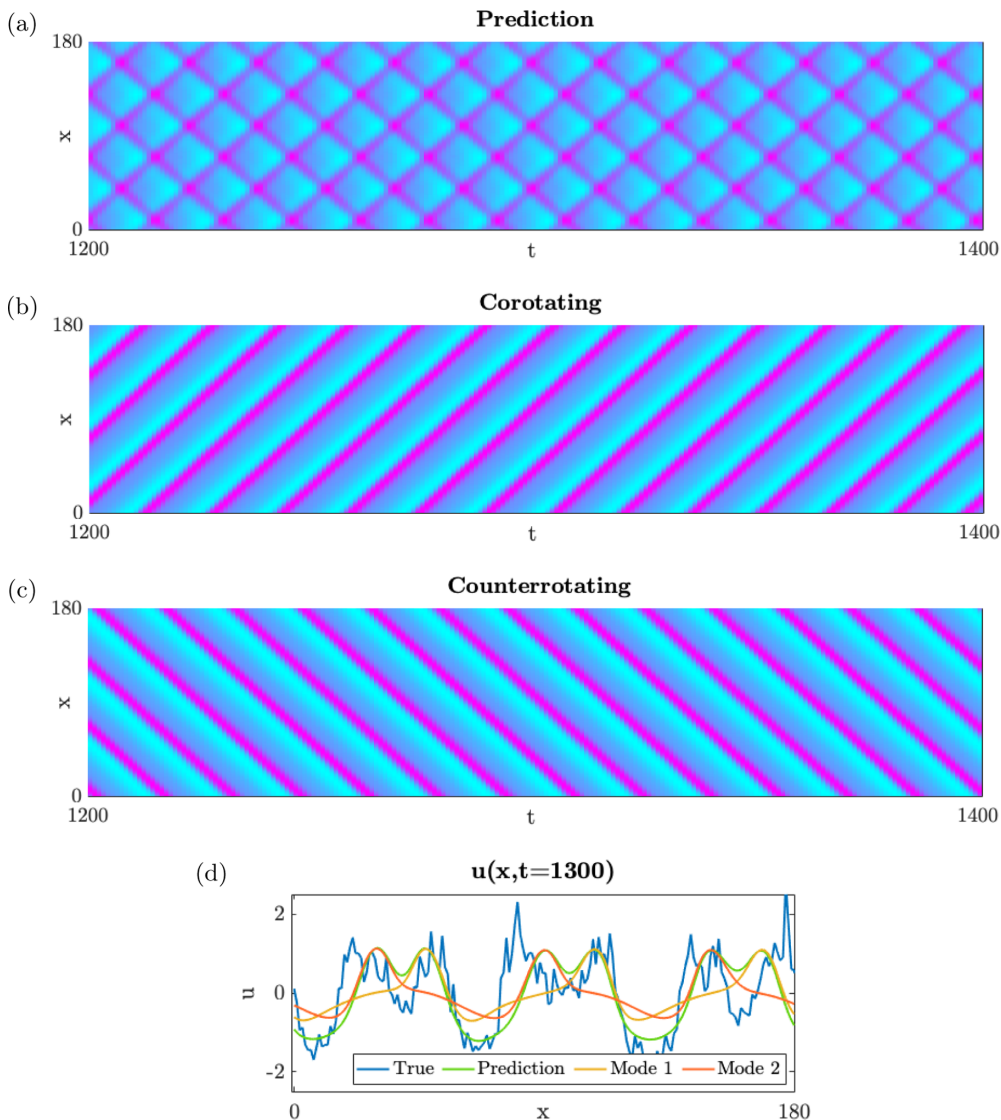 (a)
Prediction
180
x
0
1200
t
1400
(b)
Corotating
180
x
0
1200
t
1400
(c)
Counterrotating
180
x
0
1200
t
1400
(d)
u(x,t=1300)
2
u
0
-2
True Prediction Mode 1 Mode 2
0
x
180